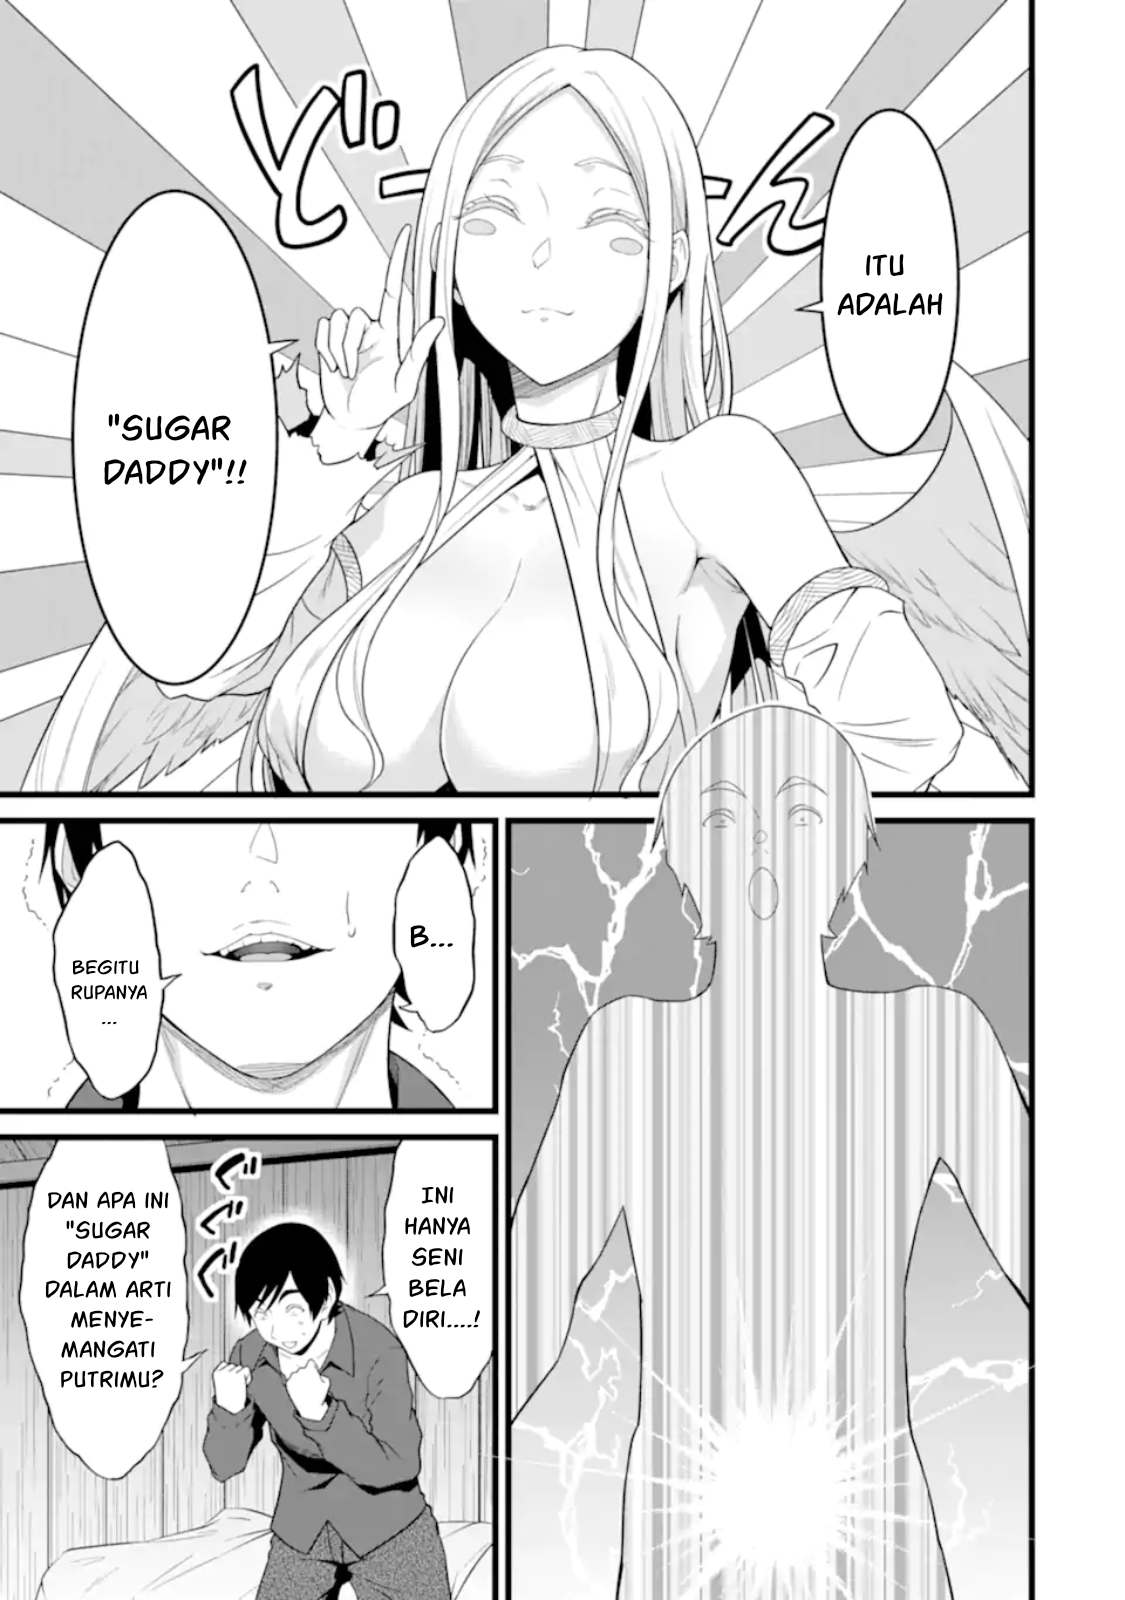 ITU
ADALAH
どーん
"SUGAR
DADDY"!!
B...
BEGITU
RUPANYA
...
INI
HANYA
SENI
BELA
DIRI....!
ぐぐぐ
DAN APA INI
"SUGAR
DADDY"
DALAM ARTI
MENYE-
MANGATI
PUTRIMU?